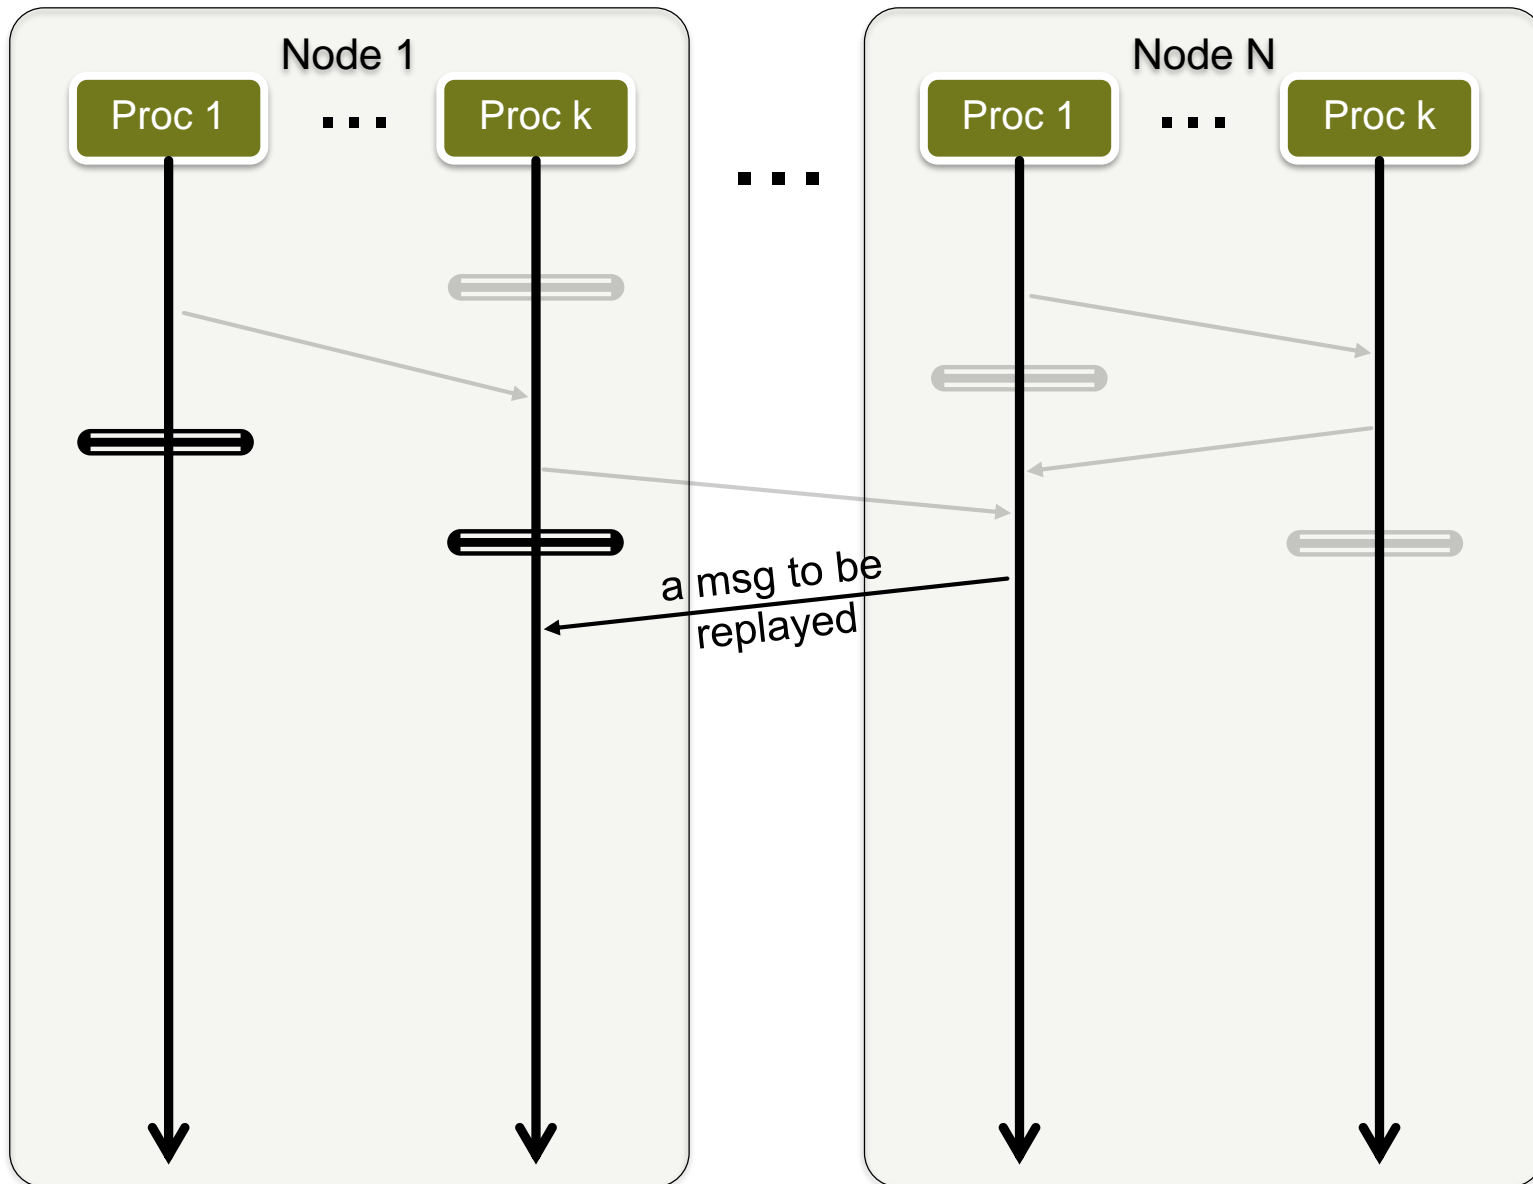 Node 1
Node N
Proc 1
...
Proc k
...
Proc 1
...
Proc k
a msg to be
replayed